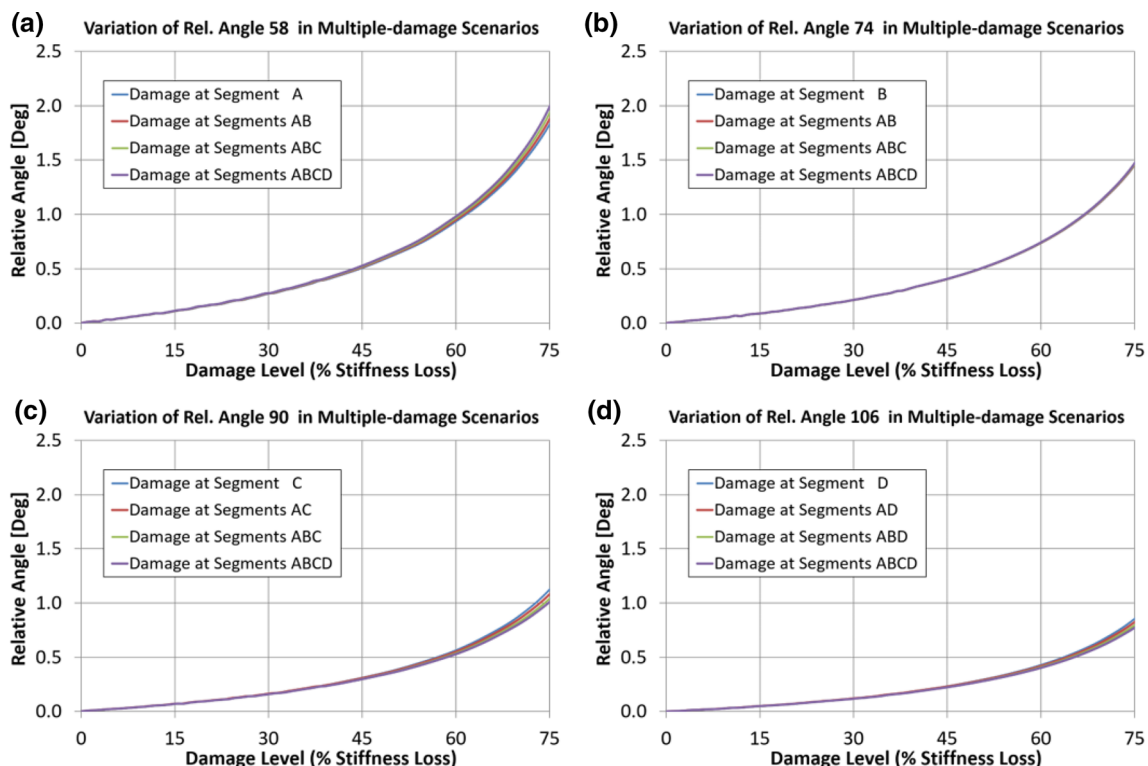 (a)
Variation of Rel. Angle 58 in Multiple-damage Scenarios
Relative Angle [Deg]
2.5
2.0
1.5
1.0
0.5
0.0
Damage at Segment A
Damage at Segments AB
Damage at Segments ABC
Damage at Segments ABCD
0 15 30 45 60 75
Damage Level (% Stiffness Loss)
(b)
Variation of Rel. Angle 74 in Multiple-damage Scenarios
Relative Angle [Deg]
2.5
2.0
1.5
1.0
0.5
0.0
Damage at Segment B
Damage at Segments AB
Damage at Segments ABC
Damage at Segments ABCD
0 15 30 45 60 75
Damage Level (% Stiffness Loss)
(c)
Variation of Rel. Angle 90 in Multiple-damage Scenarios
Relative Angle [Deg]
2.5
2.0
1.5
1.0
0.5
0.0
Damage at Segment C
Damage at Segments AC
Damage at Segments ABC
Damage at Segments ABCD
0 15 30 45 60 75
Damage Level (% Stiffness Loss)
(d)
Variation of Rel. Angle 106 in Multiple-damage Scenarios
Relative Angle [Deg]
2.5
2.0
1.5
1.0
0.5
0.0
Damage at Segment D
Damage at Segments AD
Damage at Segments ABD
Damage at Segments ABCD
0 15 30 45 60 75
Damage Level (% Stiffness Loss)